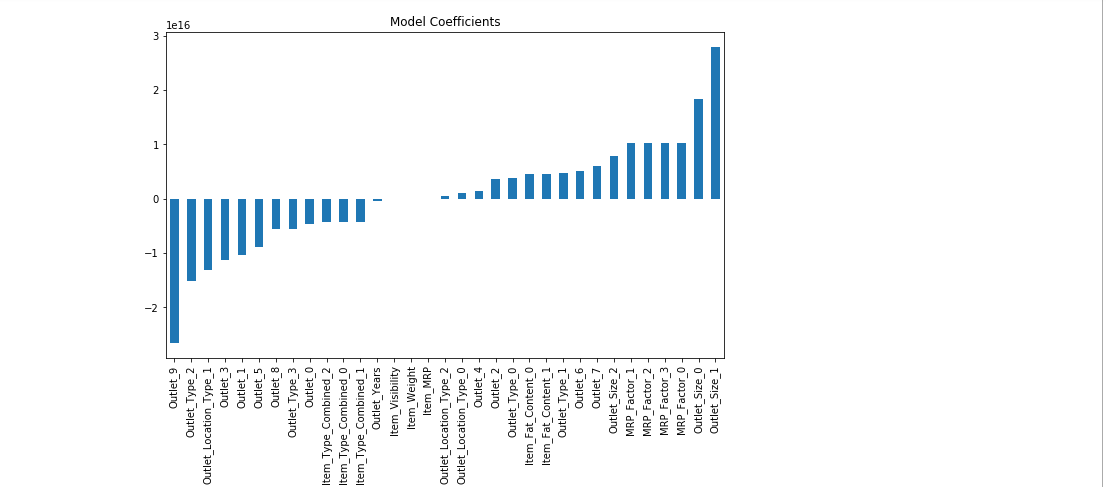 Model Coefficients
1e16
3
2
1
0
−1
−2
Outlet_9
Outlet_Type_2
Outlet_Location_Type_1
Outlet_3
Outlet_1
Outlet_5
Outlet_8
Outlet_Type_3
Outlet_0
Item_Type_Combined_2
Item_Type_Combined_0
Item_Type_Combined_1
Outlet_Years
Item_Visibility
Item_Weight
Item_MRP
Outlet_Location_Type_2
Outlet_Location_Type_0
Outlet_4
Outlet_2
Outlet_Type_0
Item_Fat_Content_0
Item_Fat_Content_1
Outlet_Type_1
Outlet_6
Outlet_7
Outlet_Size_2
MRP_Factor_1
MRP_Factor_2
MRP_Factor_3
MRP_Factor_0
Outlet_Size_0
Outlet_Size_1